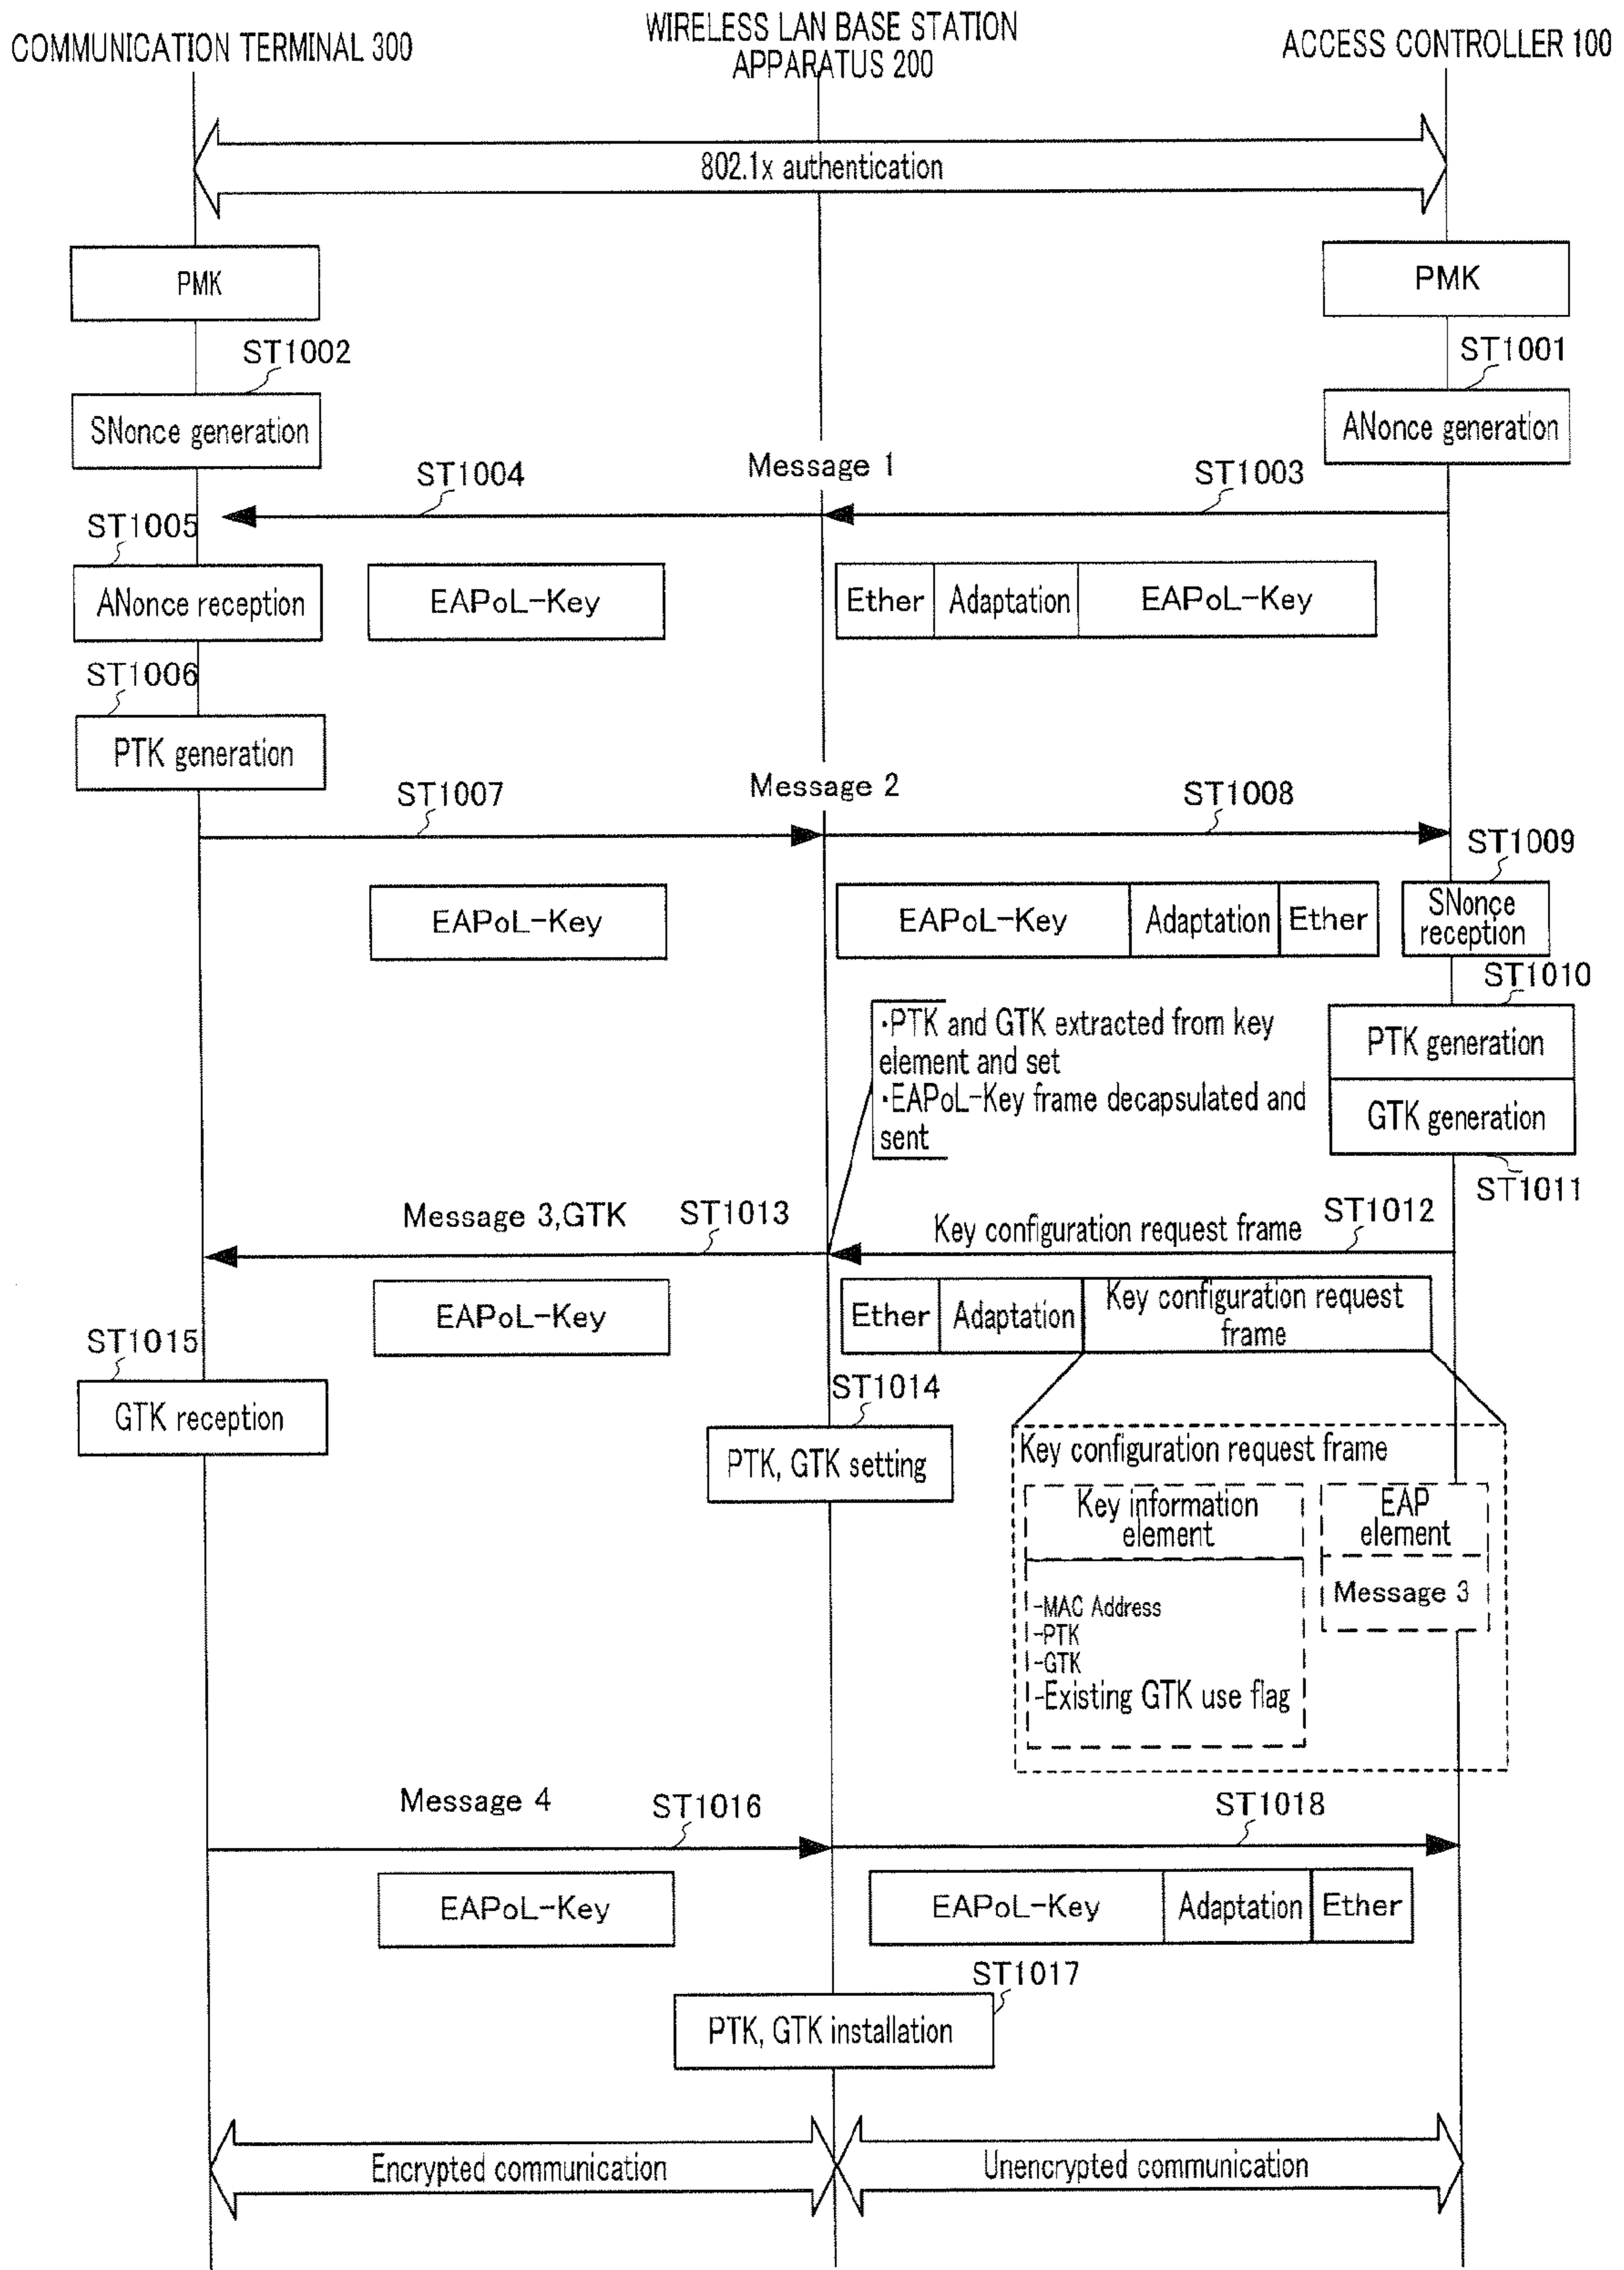 COMMUNICATION TERMINAL 300
WIRELESS LAN BASE STATION
APPARATUS 200
ACCESS CONTROLLER 100
802.1x authentication
PMK
PMK
ST1002
ST1001
SNonce generation
ANonce generation
Message 1
ST1004
ST1003
ST1005
ANonce reception
EAPoL-Key
Ether
Adaptation
EAPoL-Key
ST1006
PTK generation
Message 2
ST1007
ST1008
ST1009
EAPoL-Key
EAPoL-Key
Adaptation
Ether
SNonce
reception
ST1010
・PTK and GTK extracted from key
element and set
・EAPoL-Key frame decapsulated and
sent
PTK generation
GTK generation
ST1011
Message 3,GTK
ST1013
Key configuration request frame
ST1012
EAPoL-Key
Ether
Adaptation
Key configuration request
frame
ST1015
GTK reception
ST1014
PTK, GTK setting
Key configuration request frame
Key information
element
EAP
element
-MAC Address
-PTK
-GTK
-Existing GTK use flag
Message 3
Message 4
ST1016
ST1018
EAPoL-Key
EAPoL-Key
Adaptation
Ether
ST1017
PTK, GTK installation
Encrypted communication
Unencrypted communication